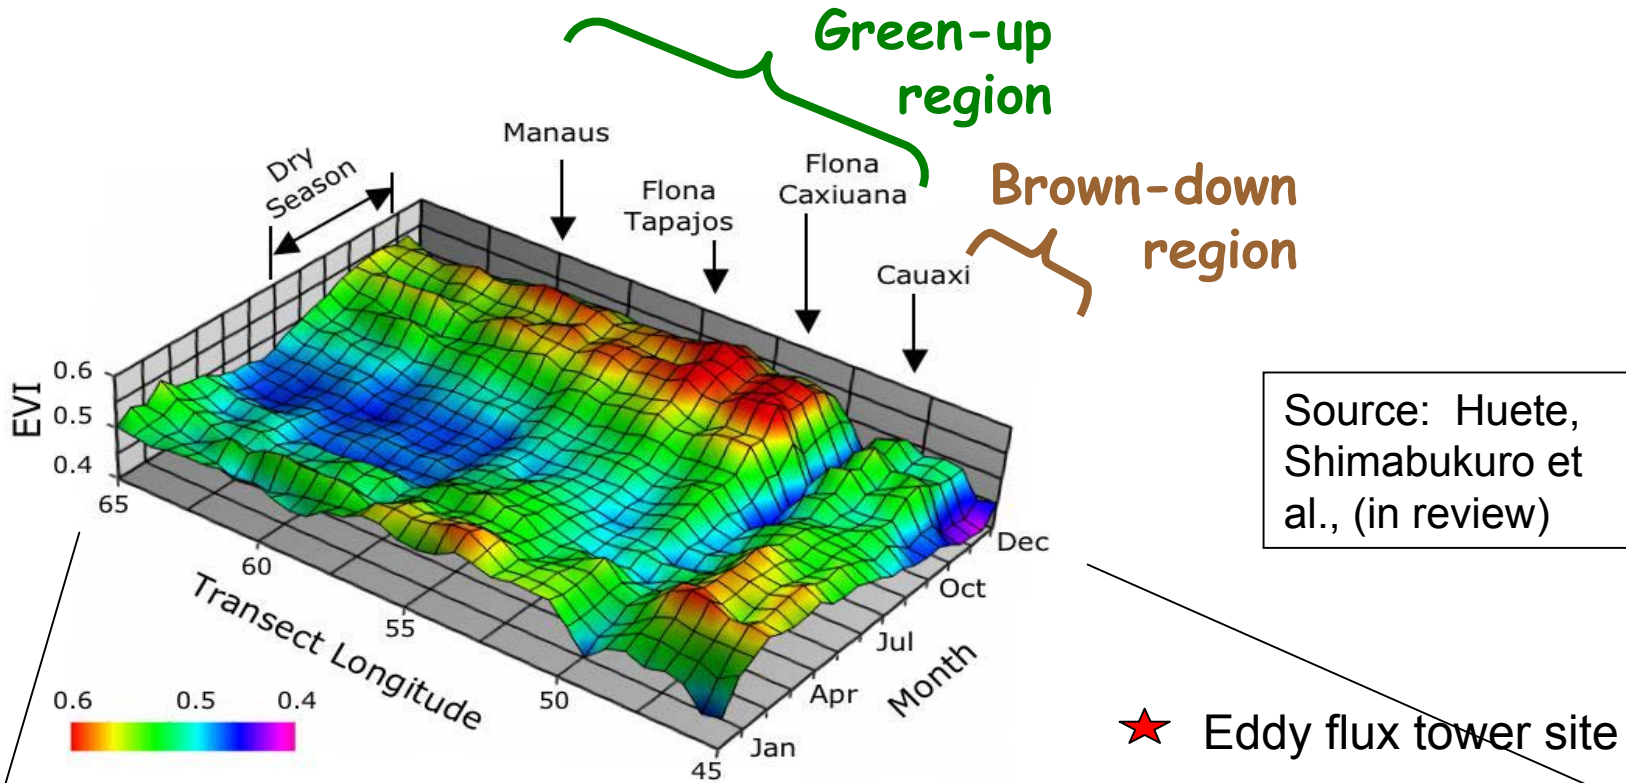 Green-up
region
Manaus
Dry
Season
Flona
Tapajos
Flona
Caxiuana
Brown-down
region
Cauaxi
EVI
0.6
0.5
0.4
65
60
55
50
45
Transect Longitude
Jan
Apr
Jul
Oct
Dec
Month
0.6
0.5
0.4
Source: Huete,
Shimabukuro et
al., (in review)
Eddy flux tower site